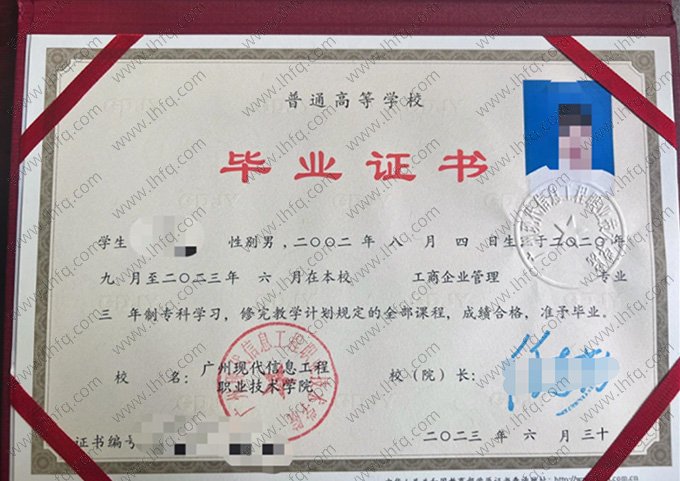 普通高等学校
毕业证书
学生 性别男，二〇〇二年 八 月 四 日生，于二〇二〇年
九 月至二〇二三年 六 月在本校 工商企业管理 专业
三 年制专科学习，修完教学计划规定的全部课程，成绩合格，准予毕业。
校 名： 广州现代信息工程
职业技术学院
校（院）长：
证书编号
二〇二三 年 六 月 三十
www.lhfq.com